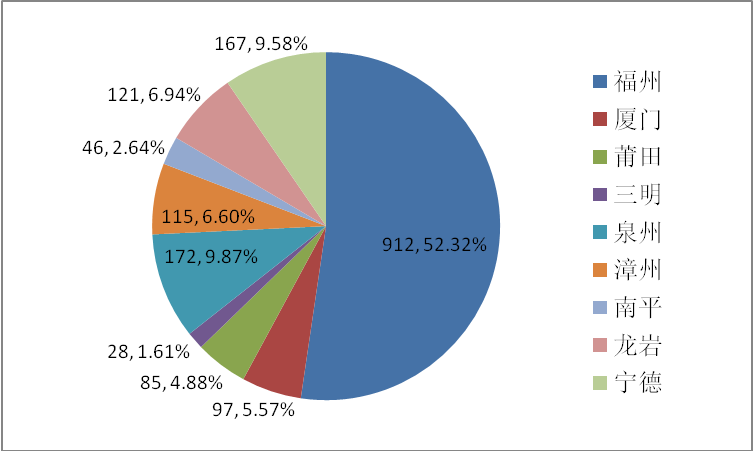 167, 9.58%
121, 6.94%
46, 2.64%
115, 6.60%
172, 9.87%
28, 1.61%
85, 4.88%
97, 5.57%
912, 52.32%
福州
厦门
莆田
三明
泉州
漳州
南平
龙岩
宁德